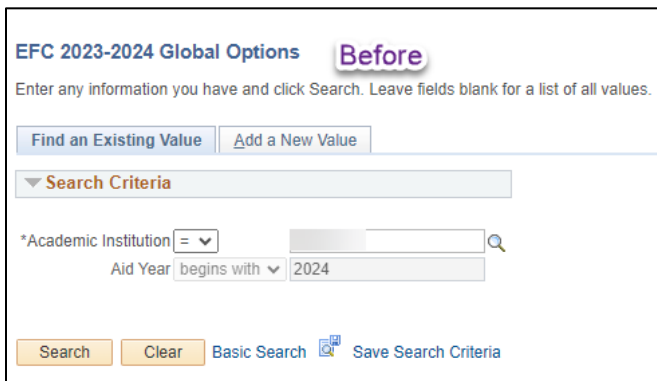 EFC 2023-2024 Global Options Before
Enter any information you have and click Search. Leave fields blank for a list of all values.
Find an Existing Value Add a New Value
Search Criteria
*Academic Institution =
Aid Year begins with 2024
Search Clear Basic Search Save Search Criteria